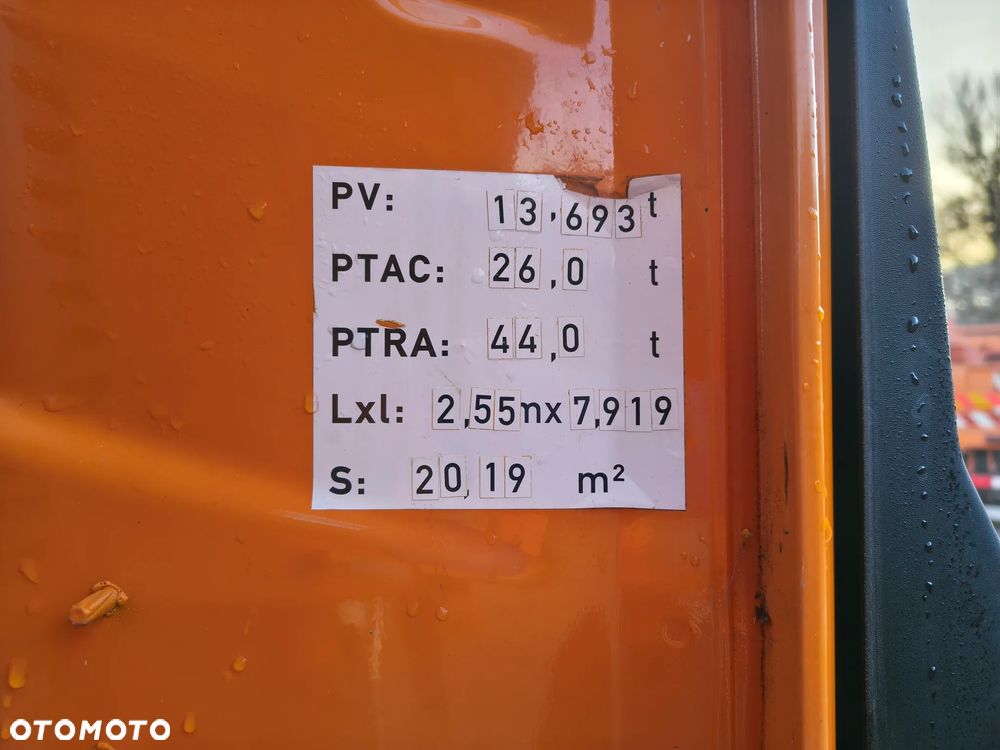 PV: 13,693 t
PTAC: 26,0 t
PTRA: 44,0 t
Lxl: 2,55mx 7,919
S: 20,19 m²
OTOMOTO